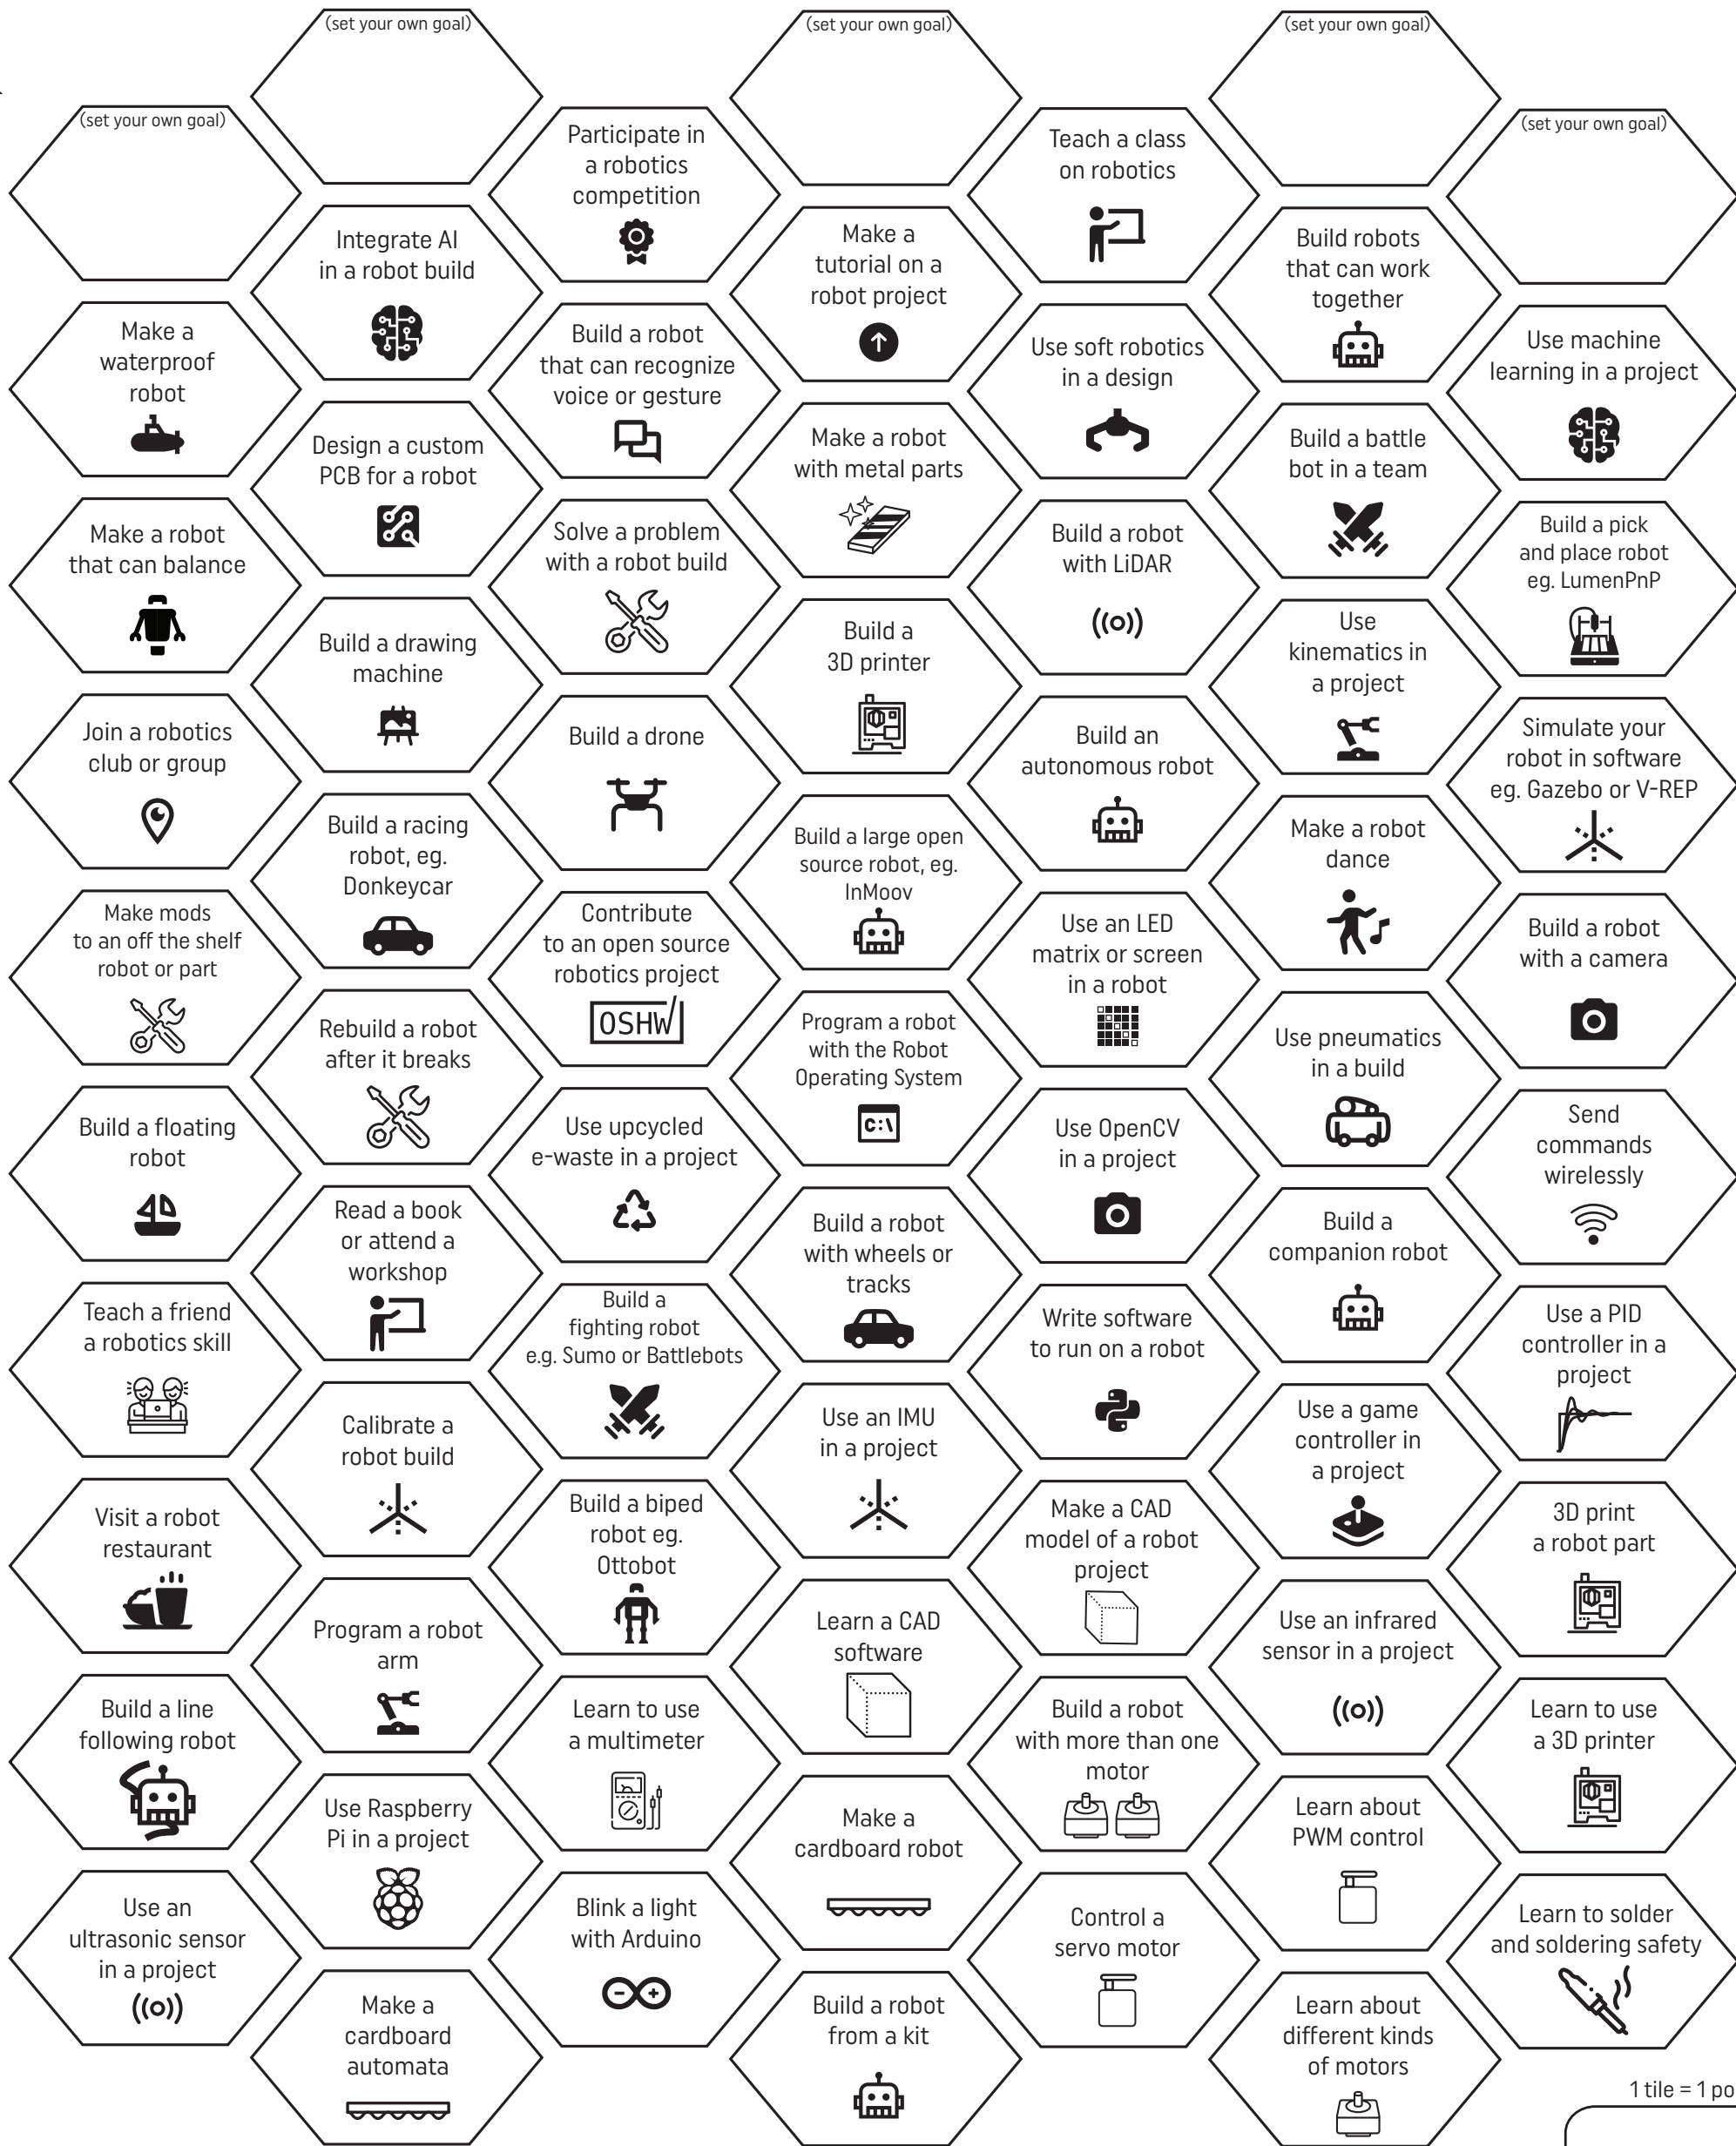 (set your own goal)
(set your own goal)
(set your own goal)
(set your own goal)
Participate in
a robotics
competition
Teach a class
on robotics
(set your own goal)
Integrate AI
in a robot build
Make a
tutorial on a
robot project
Build robots
that can work
together
Make a
waterproof
robot
Build a robot
that can recognize
voice or gesture
Use soft robotics
in a design
Use machine
learning in a project
Design a custom
PCB for a robot
Make a robot
with metal parts
Build a battle
bot in a team
Make a robot
that can balance
Solve a problem
with a robot build
Build a robot
with LiDAR
Build a pick
and place robot
eg. LumenPnP
Build a drawing
machine
Build a
3D printer
Use
kinematics in
a project
Join a robotics
club or group
Build a drone
Build an
autonomous robot
Simulate your
robot in software
eg. Gazebo or V-REP
Build a racing
robot, eg.
Donkeycar
Build a large open
source robot, eg.
InMoov
Make a robot
dance
Make mods
to an off the shelf
robot or part
Contribute
to an open source
robotics project
OSHW
Use an LED
matrix or screen
in a robot
Build a robot
with a camera
Rebuild a robot
after it breaks
Program a robot
with the Robot
Operating System
C:\
Use pneumatics
in a build
Build a floating
robot
Use upcycled
e-waste in a project
Use OpenCV
in a project
Send
commands
wirelessly
Read a book
or attend a
workshop
Build a robot
with wheels or
tracks
Build a
companion robot
Teach a friend
a robotics skill
Build a
fighting robot
e.g. Sumo or Battlebots
Write software
to run on a robot
Use a PID
controller in a
project
Calibrate a
robot build
Use an IMU
in a project
Use a game
controller in
a project
Visit a robot
restaurant
Build a biped
robot eg.
Ottobot
Make a CAD
model of a robot
project
3D print
a robot part
Program a robot
arm
Learn a CAD
software
Use an infrared
sensor in a project
Build a line
following robot
Learn to use
a multimeter
Build a robot
with more than one
motor
Learn to use
a 3D printer
Use Raspberry
Pi in a project
Make a
cardboard robot
Learn about
PWM control
Use an
ultrasonic sensor
in a project
Blink a light
with Arduino
Control a
servo motor
Learn to solder
and soldering safety
Make a
cardboard
automata
Build a robot
from a kit
Learn about
different kinds
of motors
1 tile = 1 po